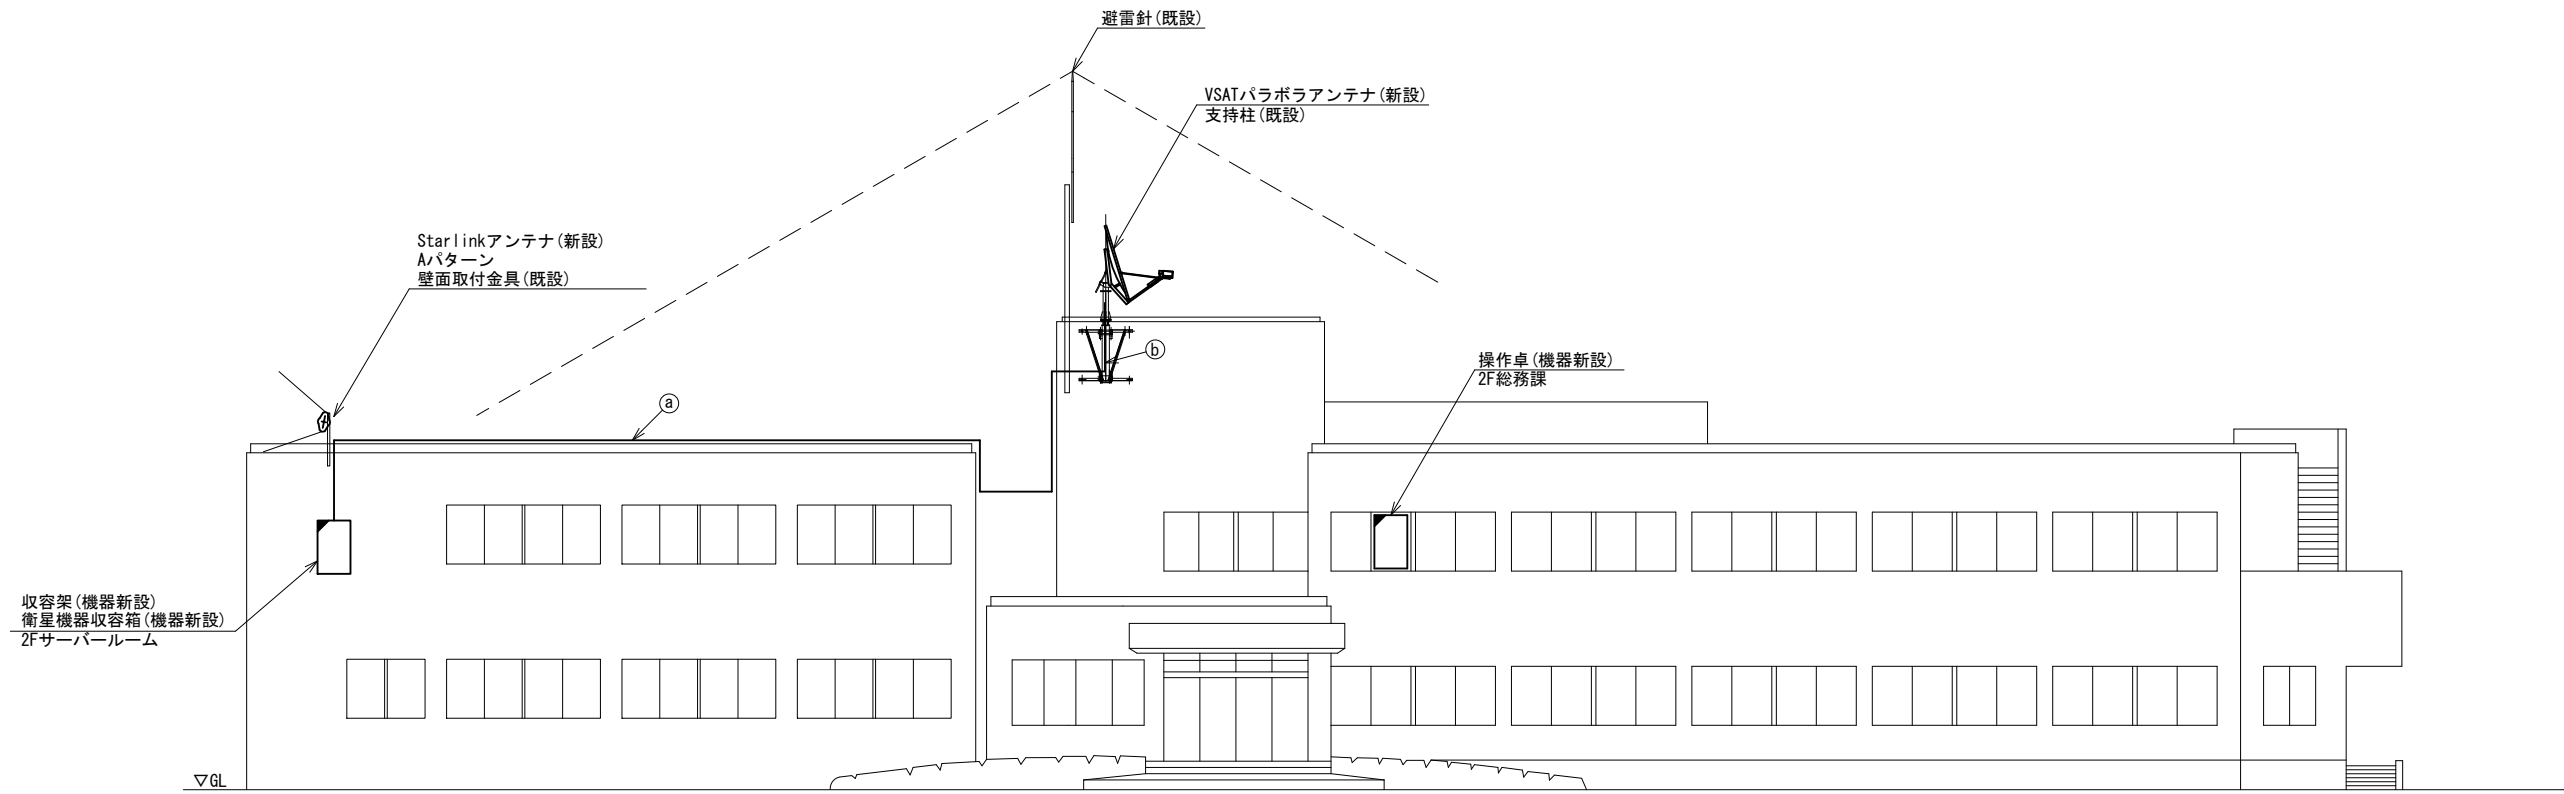 避雷針(既設)
VSATパラボラアンテナ(新設)
支持柱(既設)
Starlinkアンテナ(新設)
Aパターン
壁面取付金具(既設)
b
操作卓(機器新設)
2F総務課
a
収容架(機器新設)
衛星機器収容箱(機器新設)
2Fサーバールーム
▽GL